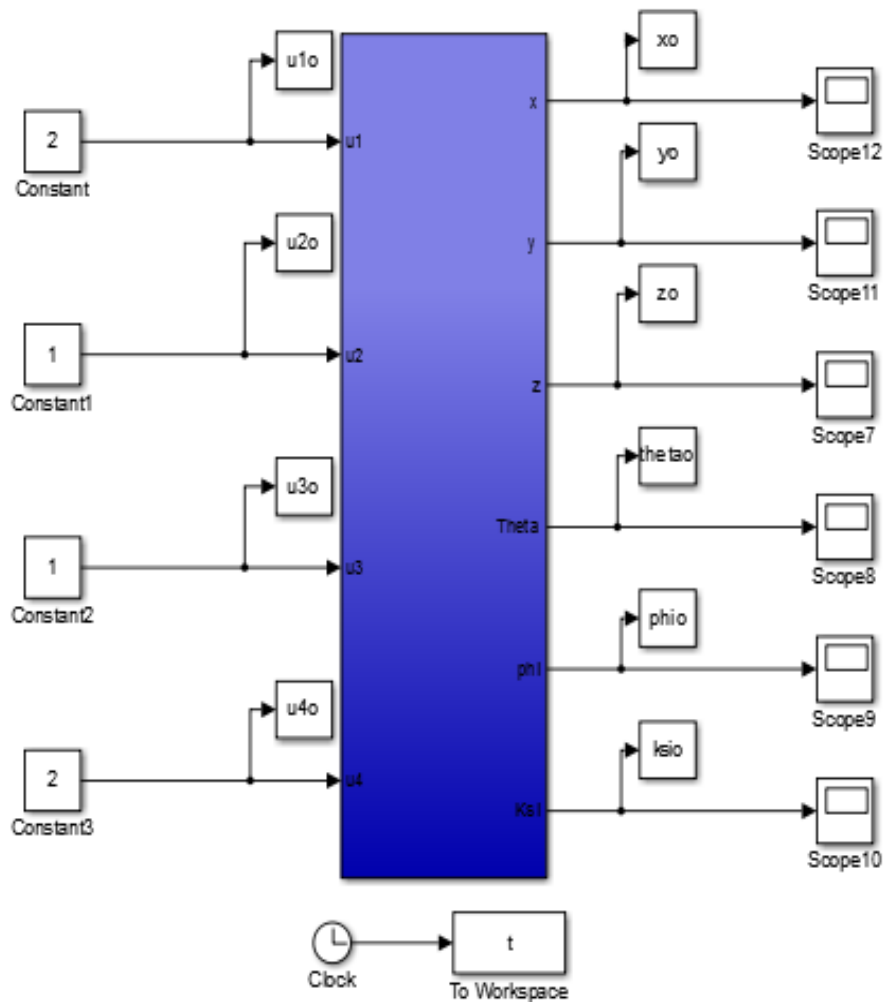 xo
u1o
x
2
u1
Scope12
Constant
yo
u2o
y
Scope11
zo
1
u2
z
Constant1
Scope7
thetao
u3o
Theta
1
u3
Scope8
Constant2
phio
phi
u4o
Scope9
ksio
2
u4
Ksi
Constant3
Scope10
t
Clock
To Workspace